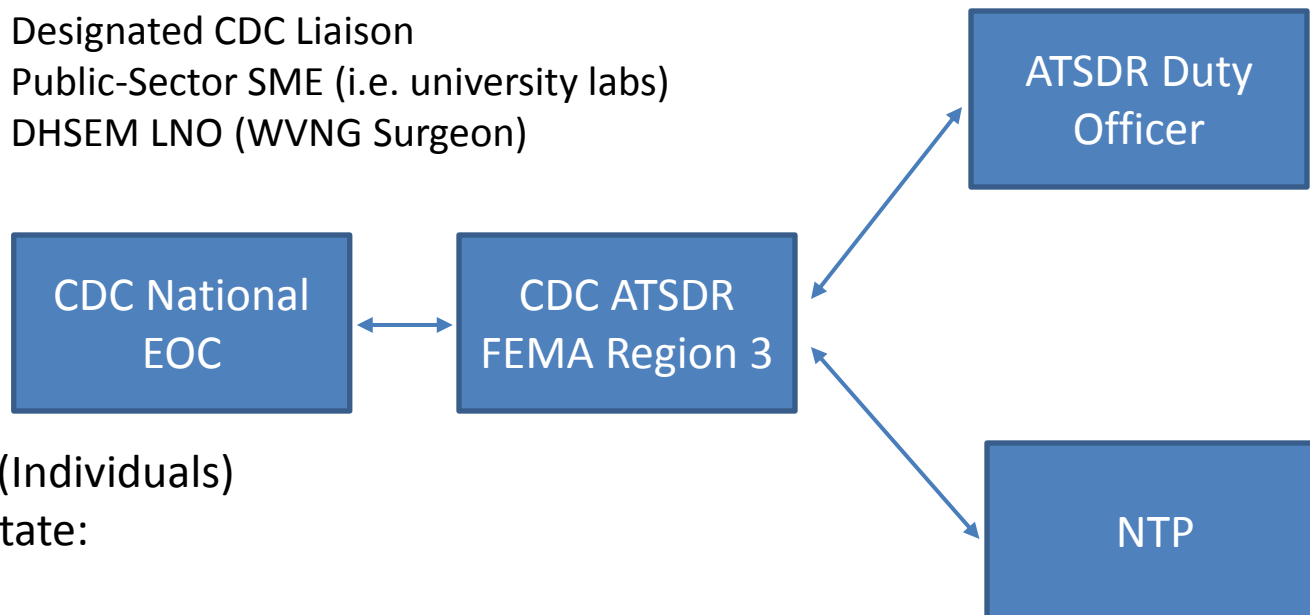 Designated CDC Liaison
Public-Sector SME (i.e. university labs)
DHSEM LNO (WVNG Surgeon)
ATSDR Duty
Officer
CDC National
EOC
CDC ATSDR
FEMA Region 3
(Individuals)
tate:
NTP